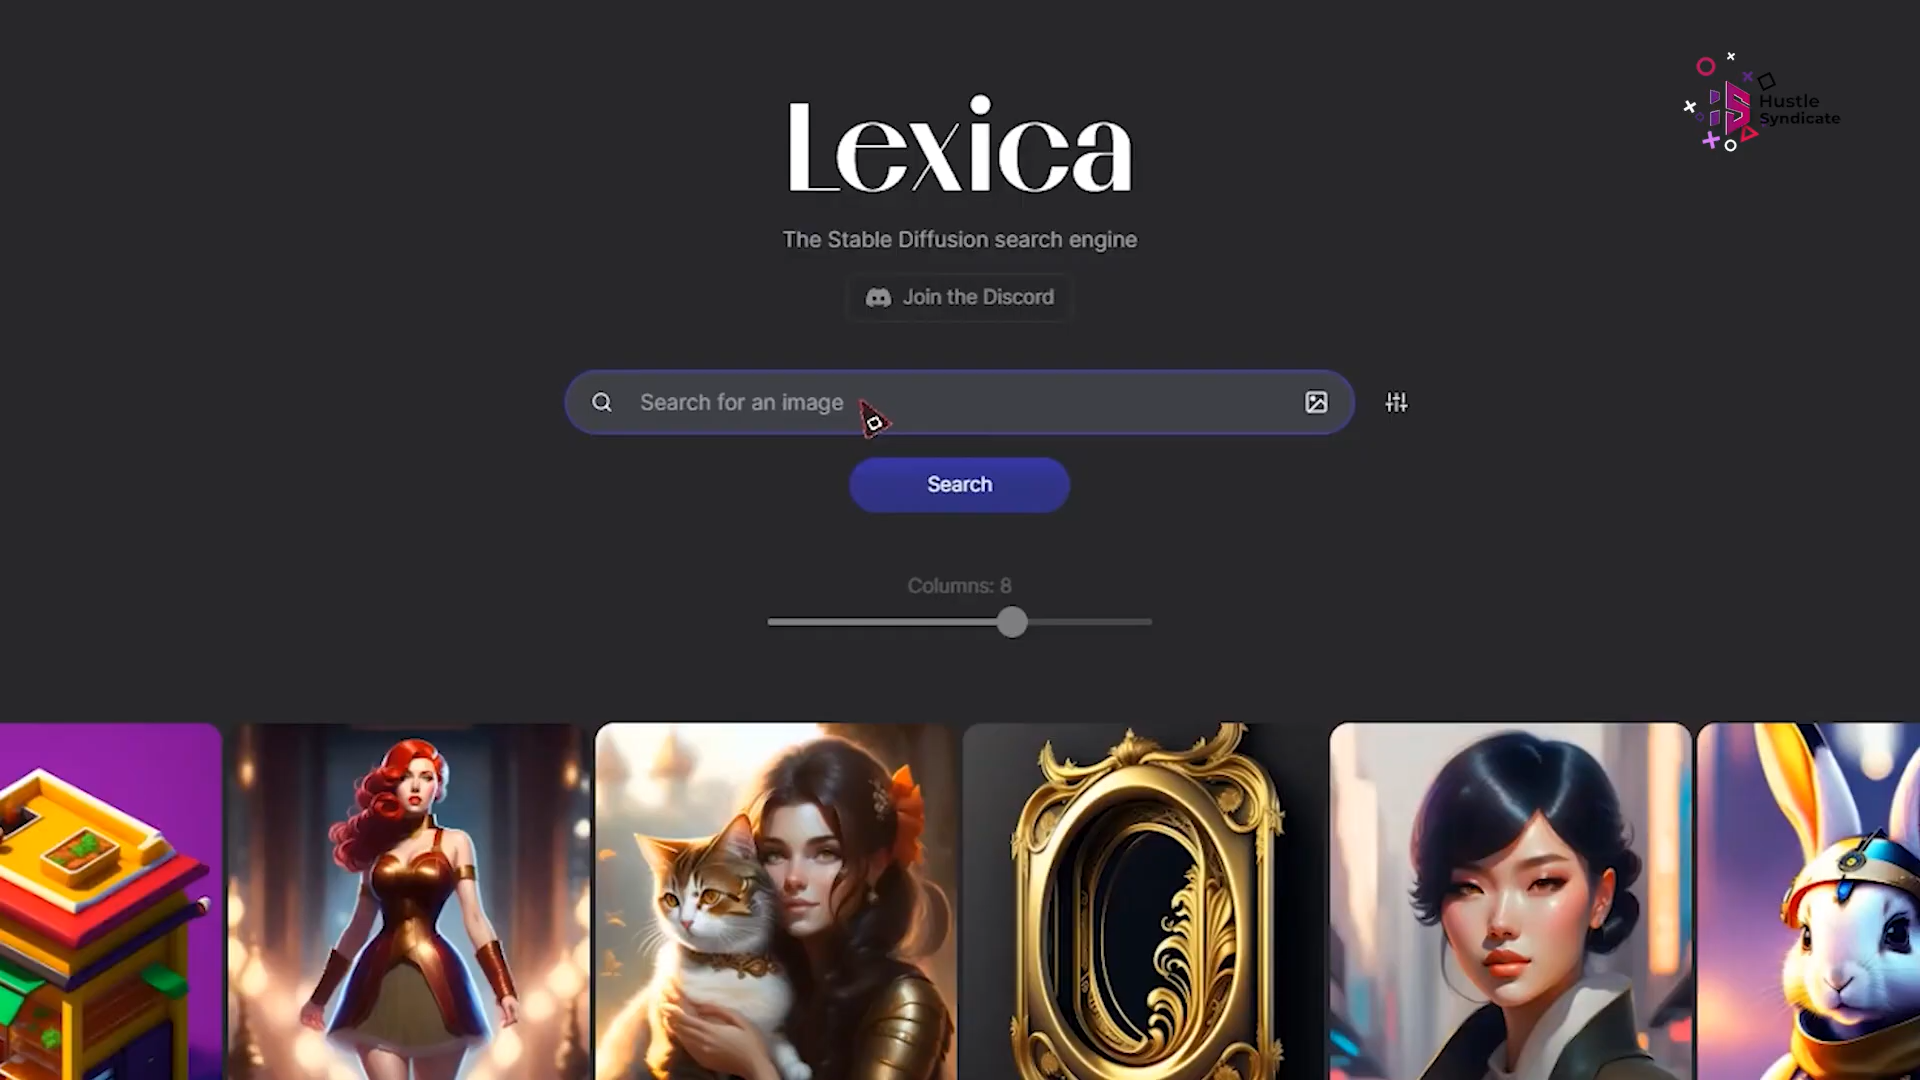 Lexica
Hustle
Syndicate
The Stable Diffusion search engine
Join the Discord
Search for an image
Search
Columns: 8